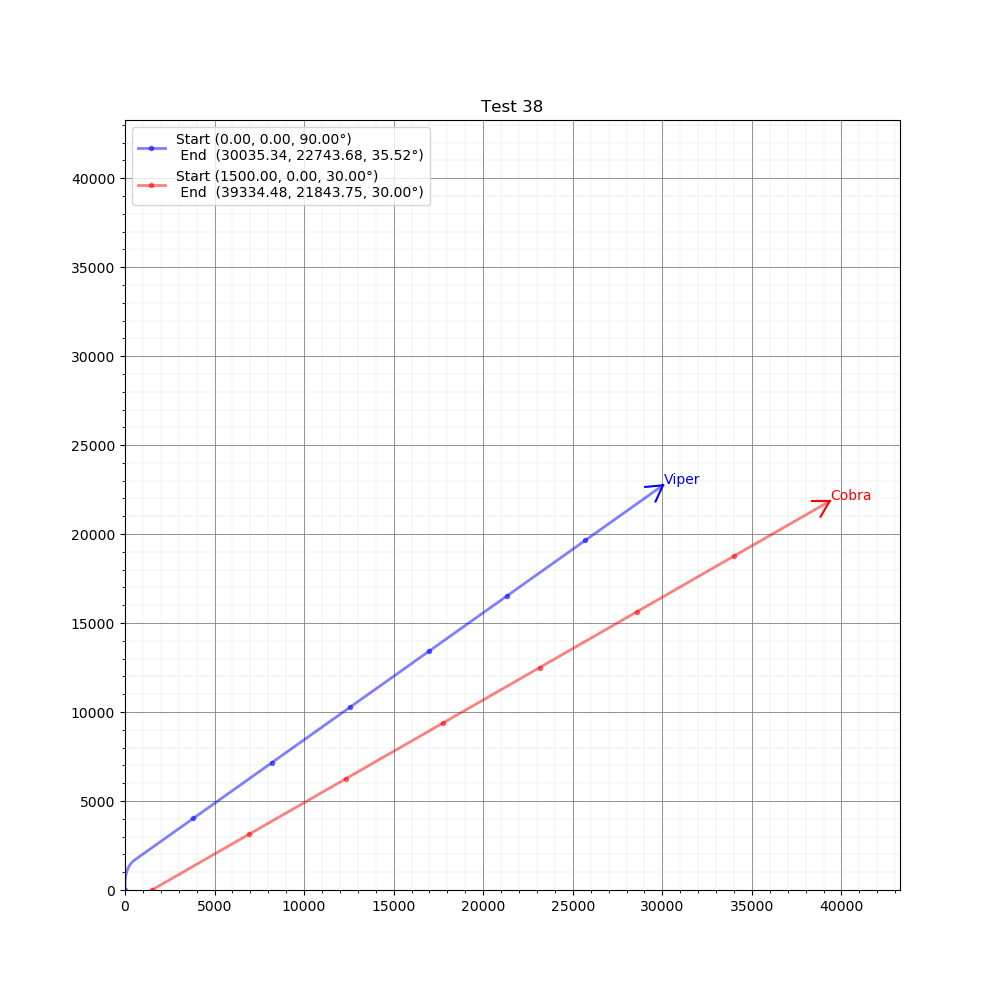 Test 38
Start (0.00, 0.00, 90.00°)
End (30035.34, 22743.68, 35.52°)
Start (1500.00, 0.00, 30.00°)
End (39334.48, 21843.75, 30.00°)
40000
35000
30000
25000
20000
15000
10000
5000
0
Viper
Cobra
0 5000 10000 15000 20000 25000 30000 35000 40000